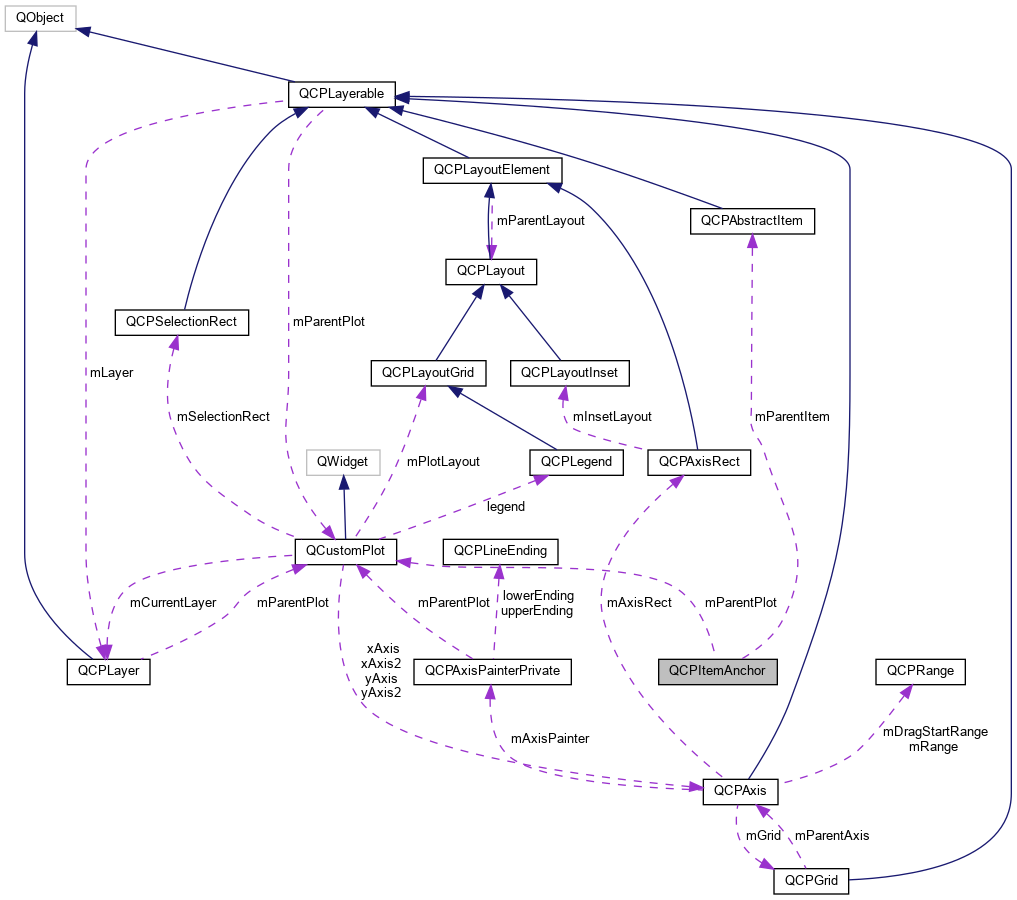 QObject
QCPLayerable
QCPLayoutElement
QCPAbstractItem
mParentLayout
QCPLayout
QCPSelectionRect
mParentPlot
mLayer
QCPLayoutGrid
QCPLayoutInset
mSelectionRect
mInsetLayout
mParentItem
QWidget
mPlotLayout
QCPLegend
QCPAxisRect
legend
QCustomPlot
QCPLineEnding
mCurrentLayer
mParentPlot
mParentPlot
lowerEnding
upperEnding
mAxisRect
mParentPlot
xAxis
xAxis2
yAxis
yAxis2
QCPLayer
QCPAxisPainterPrivate
QCPItemAnchor
QCPRange
mAxisPainter
mDragStartRange
mRange
QCPAxis
mGrid
mParentAxis
QCPGrid